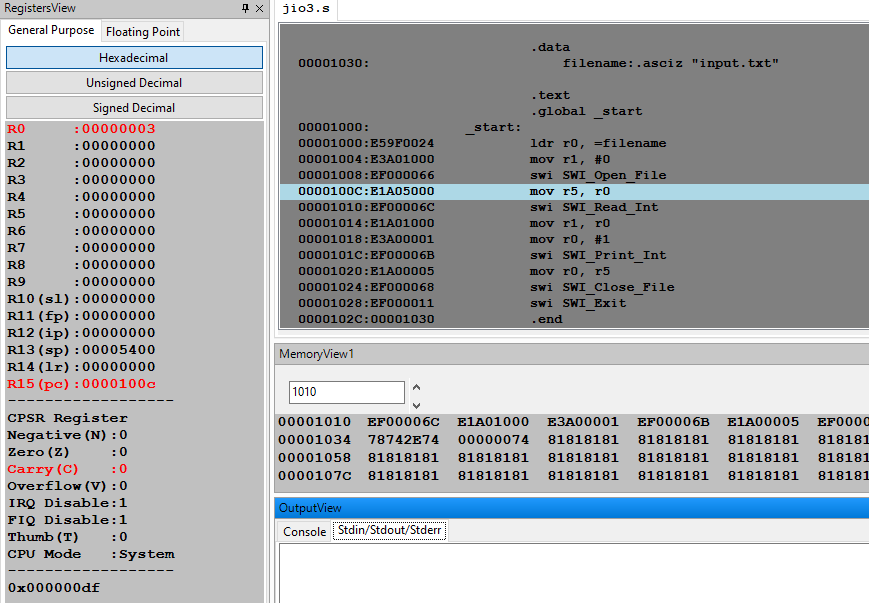 RegistersView
General Purpose Floating Point
Hexadecimal
Unsigned Decimal
Signed Decimal
R0 :00000003
R1 :00000000
R2 :00000000
R3 :00000000
R4 :00000000
R5 :00000000
R6 :00000000
R7 :00000000
R8 :00000000
R9 :00000000
R10(sl):00000000
R11(fp):00000000
R12(ip):00000000
R13(sp):00005400
R14(lr):00000000
R15(pc):0000100c
------------------
CPSR Register
Negative(N):0
Zero(Z) :0
Carry(C) :0
Overflow(V):0
IRQ Disable:1
FIQ Disable:1
Thumb(T) :0
CPU Mode :System
------------------
0x000000df
jio3.s
.data
00001030: filename:.asciz "input.txt"
.text
.global _start
00001000: _start:
00001000:E59F0024 ldr r0, =filename
00001004:E3A01000 mov r1, #0
00001008:EF000066 swi SWI_Open_File
0000100C:E1A05000 mov r5, r0
00001010:EF00006C swi SWI_Read_Int
00001014:E1A01000 mov r1, r0
00001018:E3A00001 mov r0, #1
0000101C:EF00006B swi SWI_Print_Int
00001020:E1A00005 mov r0, r5
00001024:EF000068 swi SWI_Close_File
00001028:EF000011 swi SWI_Exit
0000102C:00001030 .end
MemoryView1
1010
00001010 EF00006C E1A01000 E3A00001 EF00006B E1A00005 EF0000
00001034 78742E74 00000074 81818181 81818181 81818181 818181
00001058 81818181 81818181 81818181 81818181 81818181 818181
0000107C 81818181 81818181 81818181 81818181 81818181 818181
OutputView
Console Stdin/Stdout/Stderr